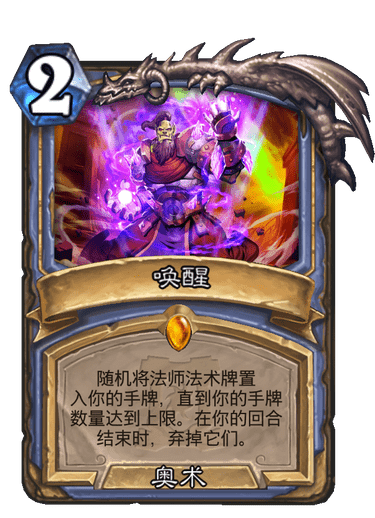 2
唤醒
随机将法师法术牌置
入你的手牌，直到你的手牌
数量达到上限。在你的回合
结束时，弃掉它们。
奥术